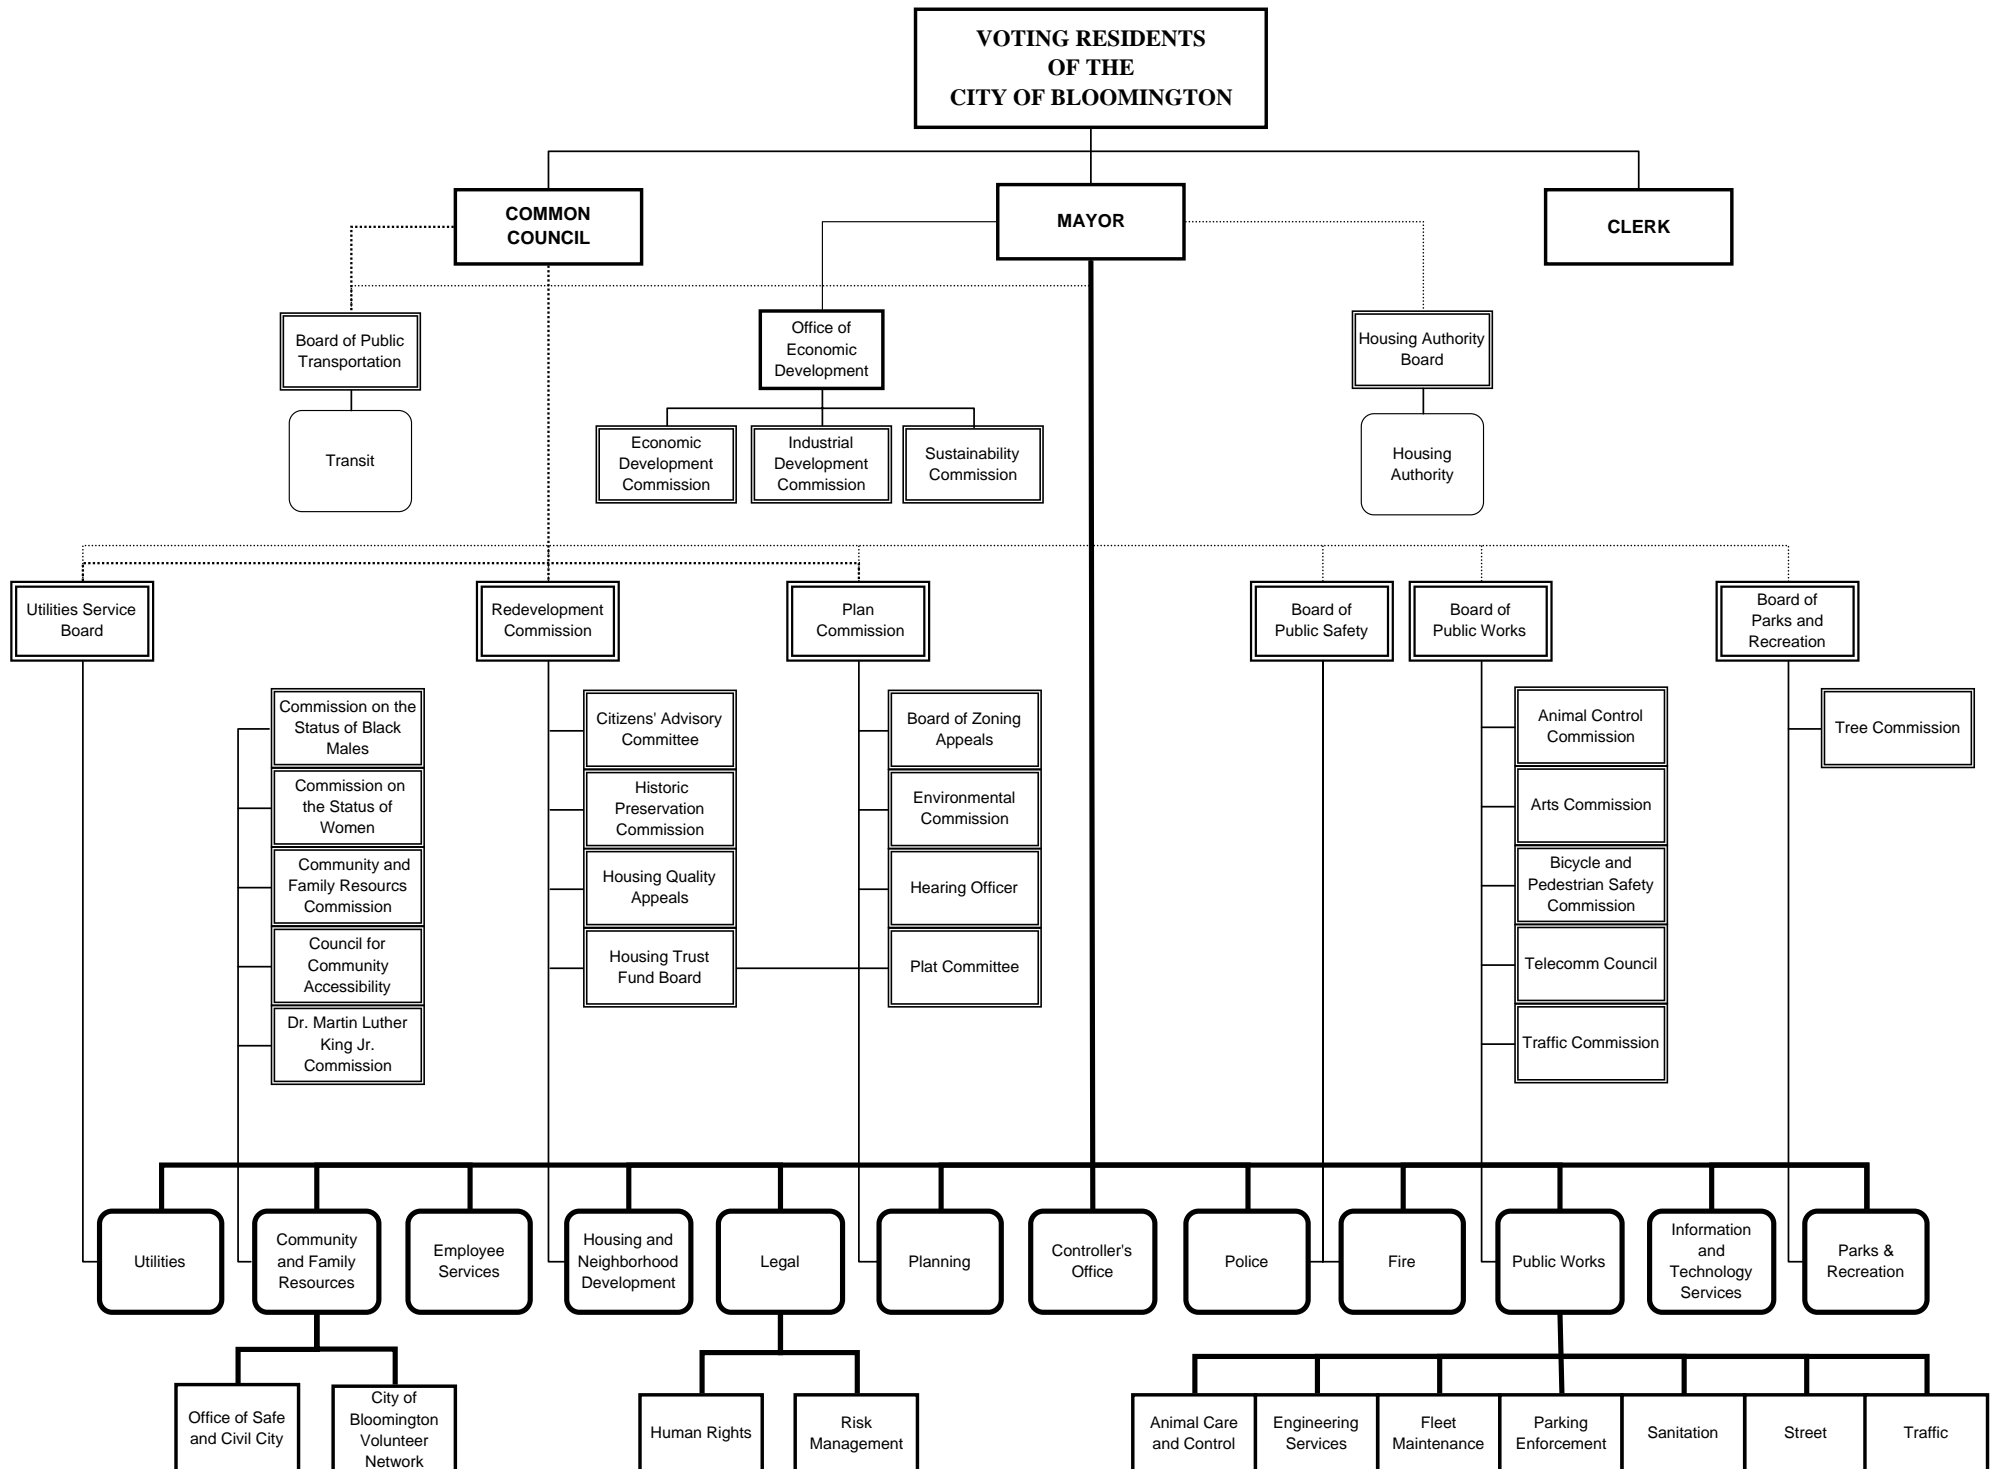 VOTING RESIDENTS
OF THE
CITY OF BLOOMINGTON
COMMON
COUNCIL
MAYOR
CLERK
Board of Public
Transportation
Office of
Economic
Development
Housing Authority
Board
Transit
Economic
Development
Commission
Industrial
Development
Commission
Sustainability
Commission
Housing
Authority
Utilities Service
Board
Redevelopment
Commission
Plan
Commission
Board of
Public Safety
Board of
Public Works
Board of
Parks and
Recreation
Commission on the
Status of Black
Males
Commission on
the Status of
Women
Community and
Family Resourcs
Commission
Council for
Community
Accessibility
Dr. Martin Luther
King Jr.
Commission
Citizens' Advisory
Committee
Historic
Preservation
Commission
Housing Quality
Appeals
Housing Trust
Fund Board
Board of Zoning
Appeals
Environmental
Commission
Hearing Officer
Plat Committee
Animal Control
Commission
Arts Commission
Bicycle and
Pedestrian Safety
Commission
Telecomm Council
Traffic Commission
Tree Commission
Utilities
Community
and Family
Resources
Employee
Services
Housing and
Neighborhood
Development
Legal
Planning
Controller's
Office
Police
Fire
Public Works
Information
and
Technology
Services
Parks &
Recreation
Office of Safe
and Civil City
City of
Bloomington
Volunteer
Network
Human Rights
Risk
Management
Animal Care
and Control
Engineering
Services
Fleet
Maintenance
Parking
Enforcement
Sanitation
Street
Traffic